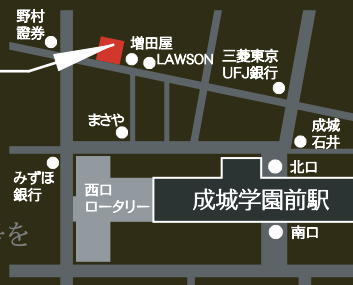 野村
證券
増田屋
LAWSON
三菱東京
UFJ銀行
まさや
成城
石井
みずほ
銀行
西口
ロータリー
北口
成城学園前駅
南口
を